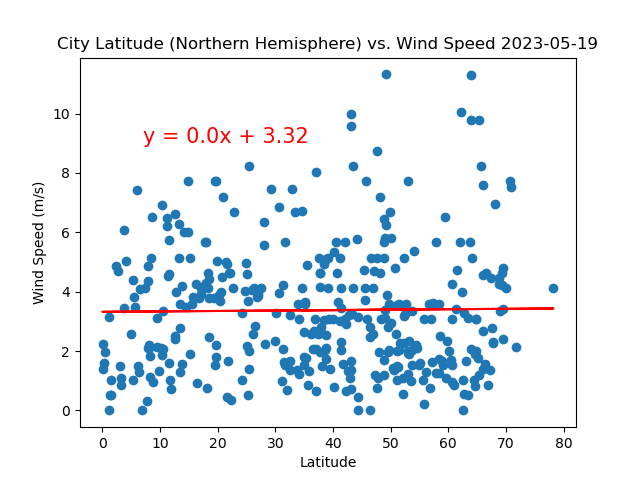 City Latitude (Northern Hemisphere) vs. Wind Speed 2023-05-19
10
y = 0.0x + 3.32
8
6
Wind Speed (m/s)
4
2
0
0 10 20 30 40 50 60 70 80
Latitude